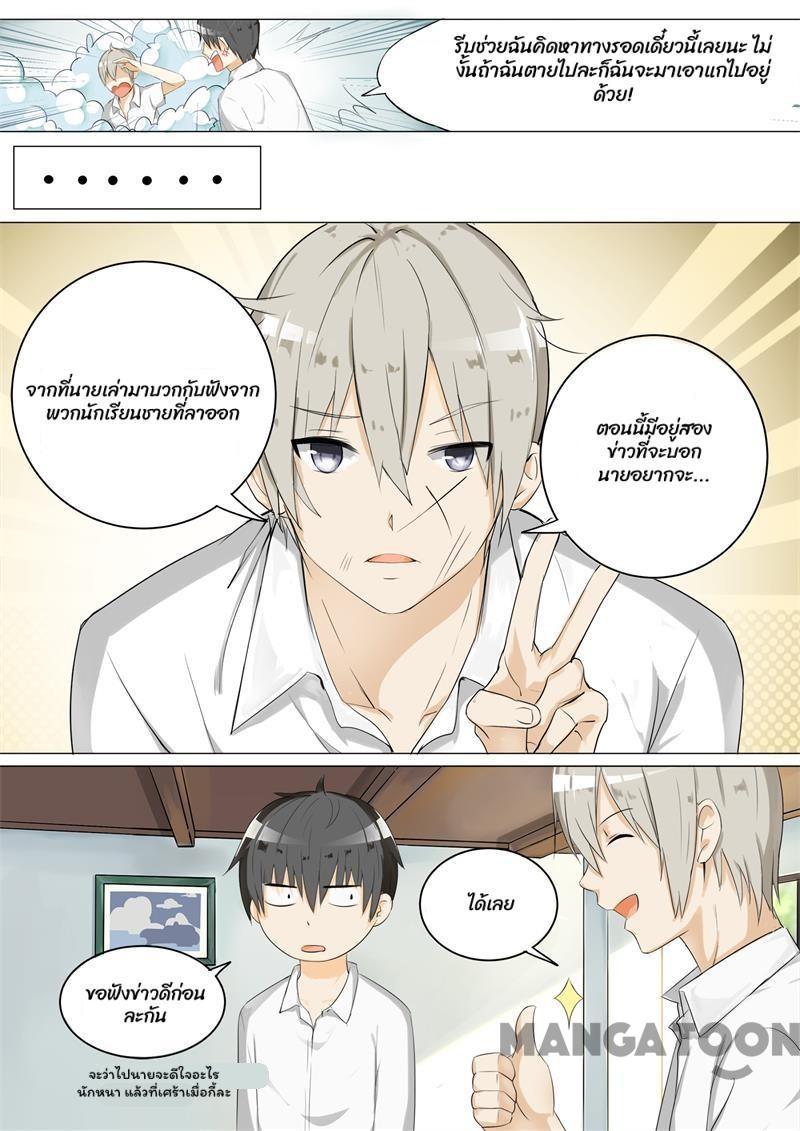 รีบช่วยฉันคิดหาทางรอดเดี๋ยวนี้เลยนะ ไม่
งั้นถ้าฉันตายไปละก็ฉันจะมาเอาแกไปอยู่
ด้วย!
• • • • • •
จากที่นายเล่ามาบวกกับฟังจาก
พวกนักเรียนชายที่ลาออก
ตอนนี้มีอยู่สอง
ข่าวที่จะบอก
นายอยากจะ...
ได้เลย
ขอฟังข่าวดีก่อน
ละกัน
จะว่าไปนายจะดีใจอะไร
นักหนา แล้วที่เศร้าเมื่อกี้ละ
MANGATOON